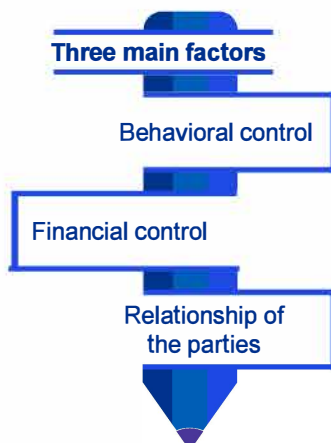 Three main factors
Behavioral control
Financial control
Relationship of
the parties